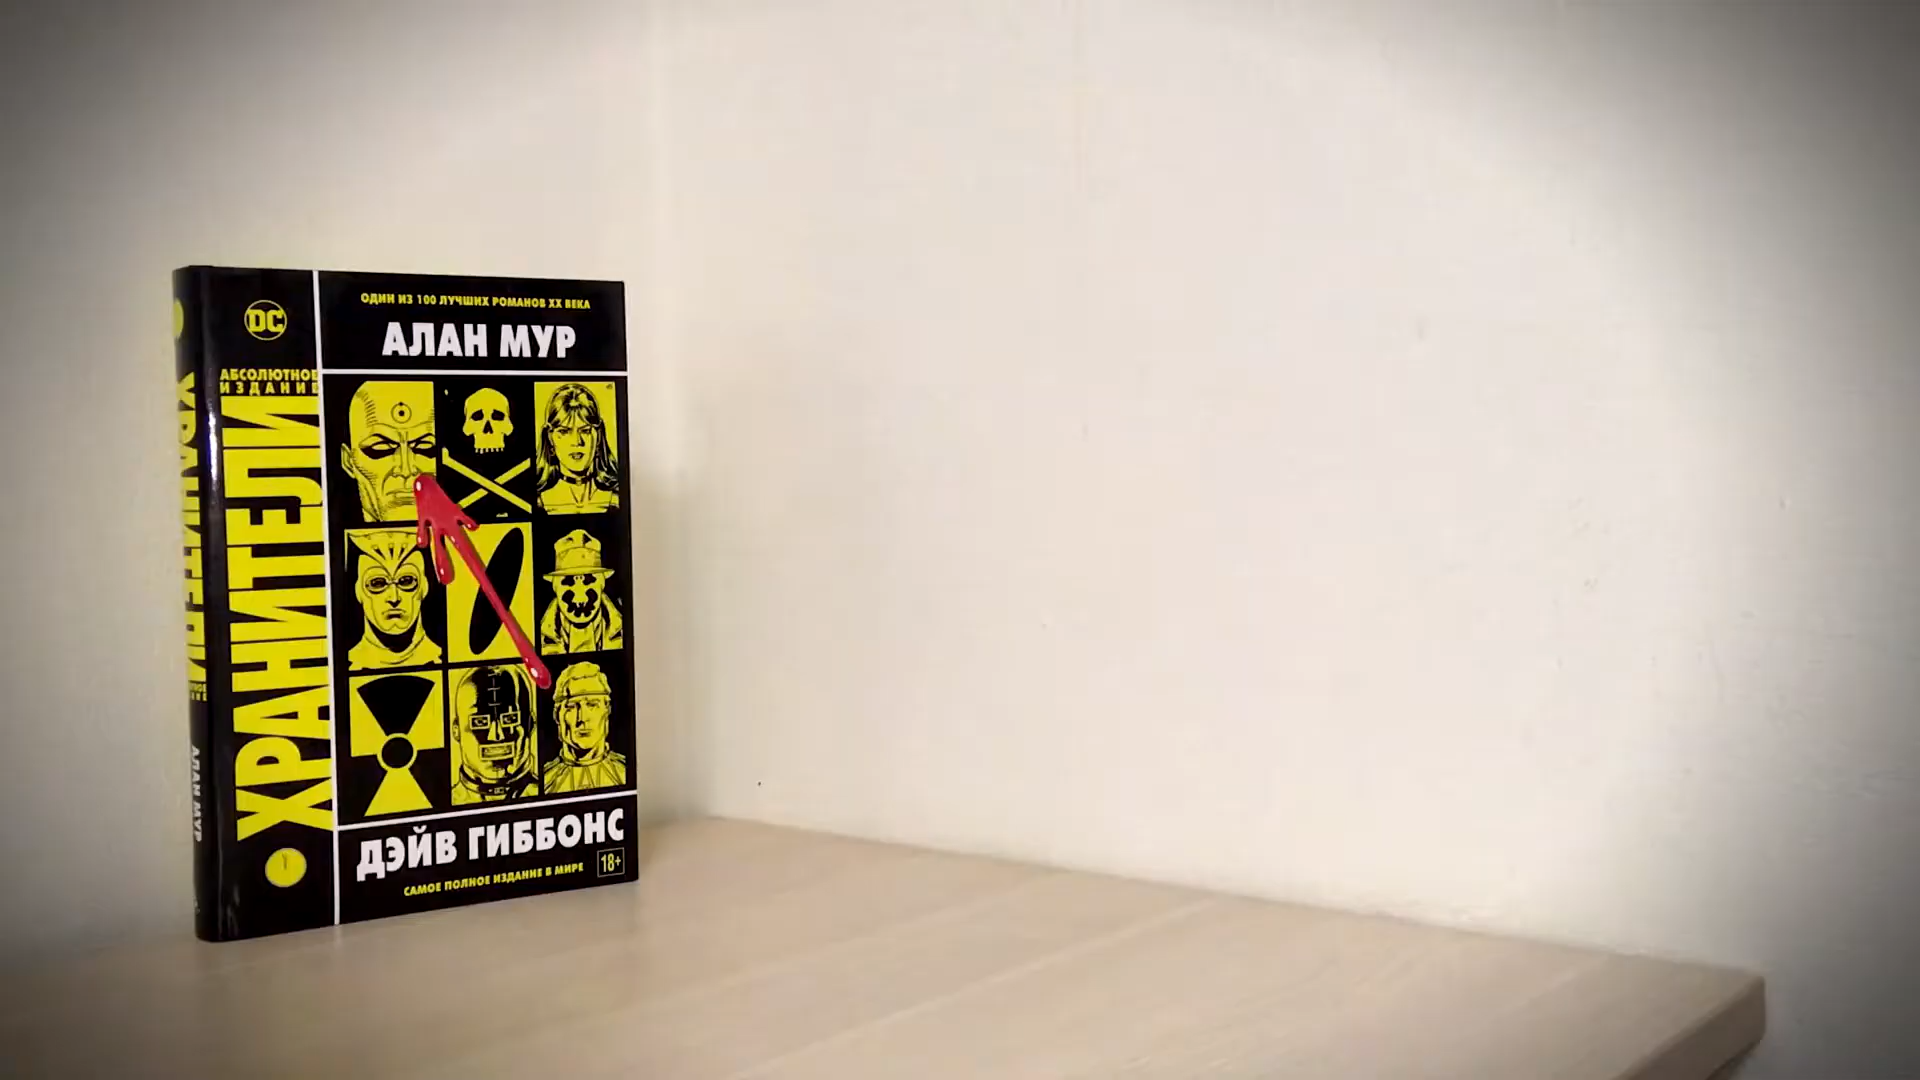 ОДИН ИЗ 100 ЛУЧШИХ РОМАНОВ XX ВЕКА
АЛАН МУР
DC
АБСОЛЮТНОЕ
ИЗДАНИЕ
ХРАНИТЕЛИ
ДЭЙВ ГИББОНС
САМОЕ ПОЛНОЕ ИЗДАНИЕ В МИРЕ
18+
ХРАНИТЕЛИ
АЛАН МУР